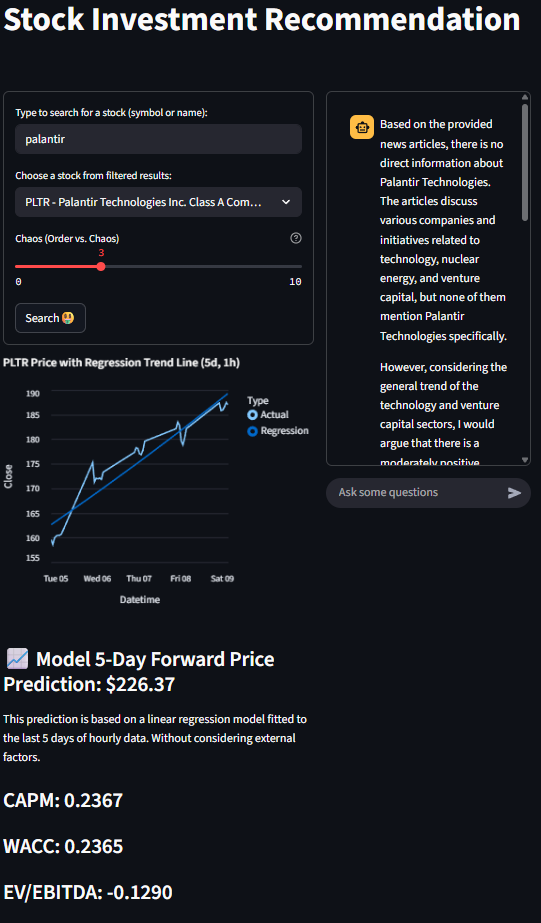 Stock Investment Recommendation
Type to search for a stock (symbol or name):
palantir
Choose a stock from filtered results:
PLTR - Palantir Technologies Inc. Class A Com...
Chaos (Order vs. Chaos)
3
0
10
Search
PLTR Price with Regression Trend Line (5d, 1h)
190
185
180
175
170
165
160
155
Close
Tue 05
Wed 06
Thu 07
Fri 08
Sat 09
Datetime
Type
Actual
Regression
Model 5-Day Forward Price
Prediction: $226.37
This prediction is based on a linear regression model fitted to
the last 5 days of hourly data. Without considering external
factors.
CAPM: 0.2367
WACC: 0.2365
EV/EBITDA: -0.1290
Based on the provided
news articles, there is no
direct information about
Palantir Technologies.
The articles discuss
various companies and
initiatives related to
technology, nuclear
energy, and venture
capital, but none of them
mention Palantir
Technologies specifically.
However, considering the
general trend of the
technology and venture
capital sectors, I would
argue that there is a
moderately positive
Ask some questions